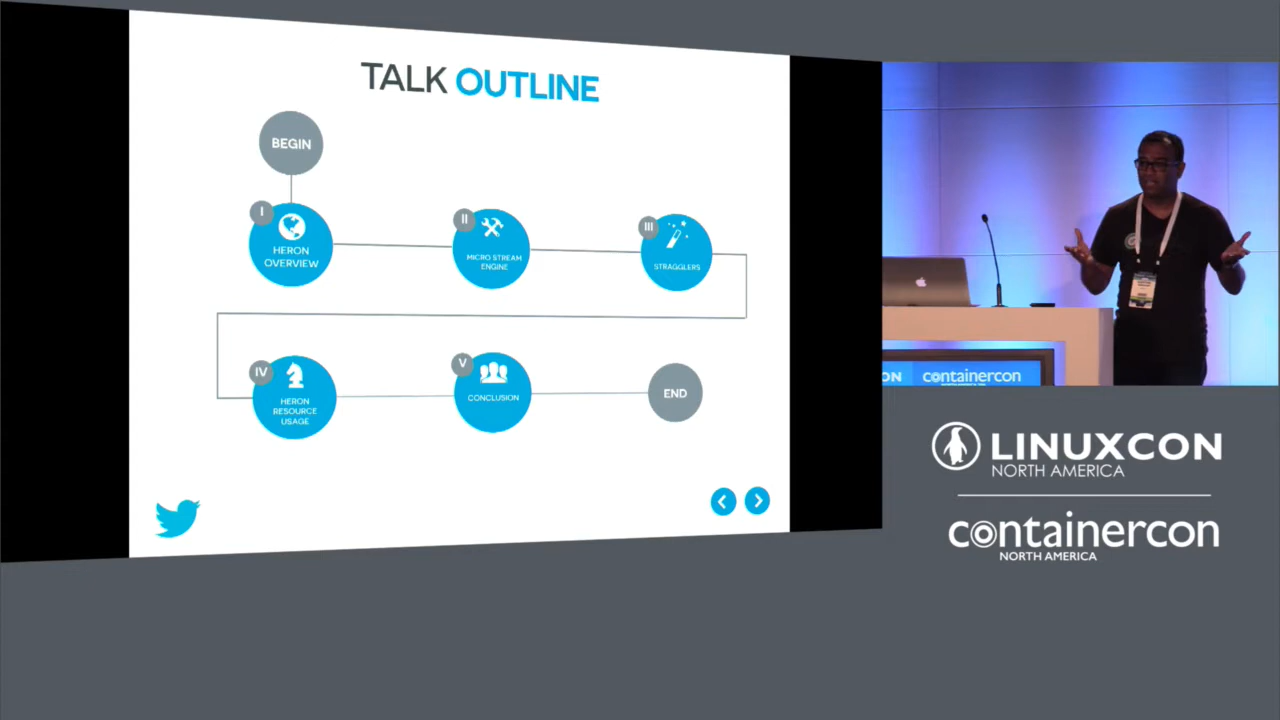 TALK OUTLINE
BEGIN
I
HERON
OVERVIEW
II
MICRO STREAM
ENGINE
III
STRAGGLERS
IV
HERON
RESOURCE
USAGE
V
CONCLUSION
END
ON
containercon
LINUXCON
NORTH AMERICA
containercon
NORTH AMERICA